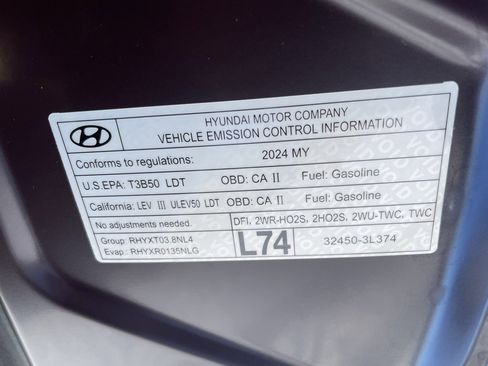 HYUNDAI MOTOR COMPANY
VEHICLE EMISSION CONTROL INFORMATION
Conforms to regulations: 2024 MY
U.S.EPA: T3B50 LDT OBD: CA II Fuel: Gasoline
California: LEV III ULEV50 LDT OBD: CA II Fuel: Gasoline
No adjustments needed. DFI, 2WR-HO2S, 2HO2S, 2WU-TWC, TWC
Group: RHYXT03.8NL4
Evap.: RHYXR0135NLG
L74 32450-3L374